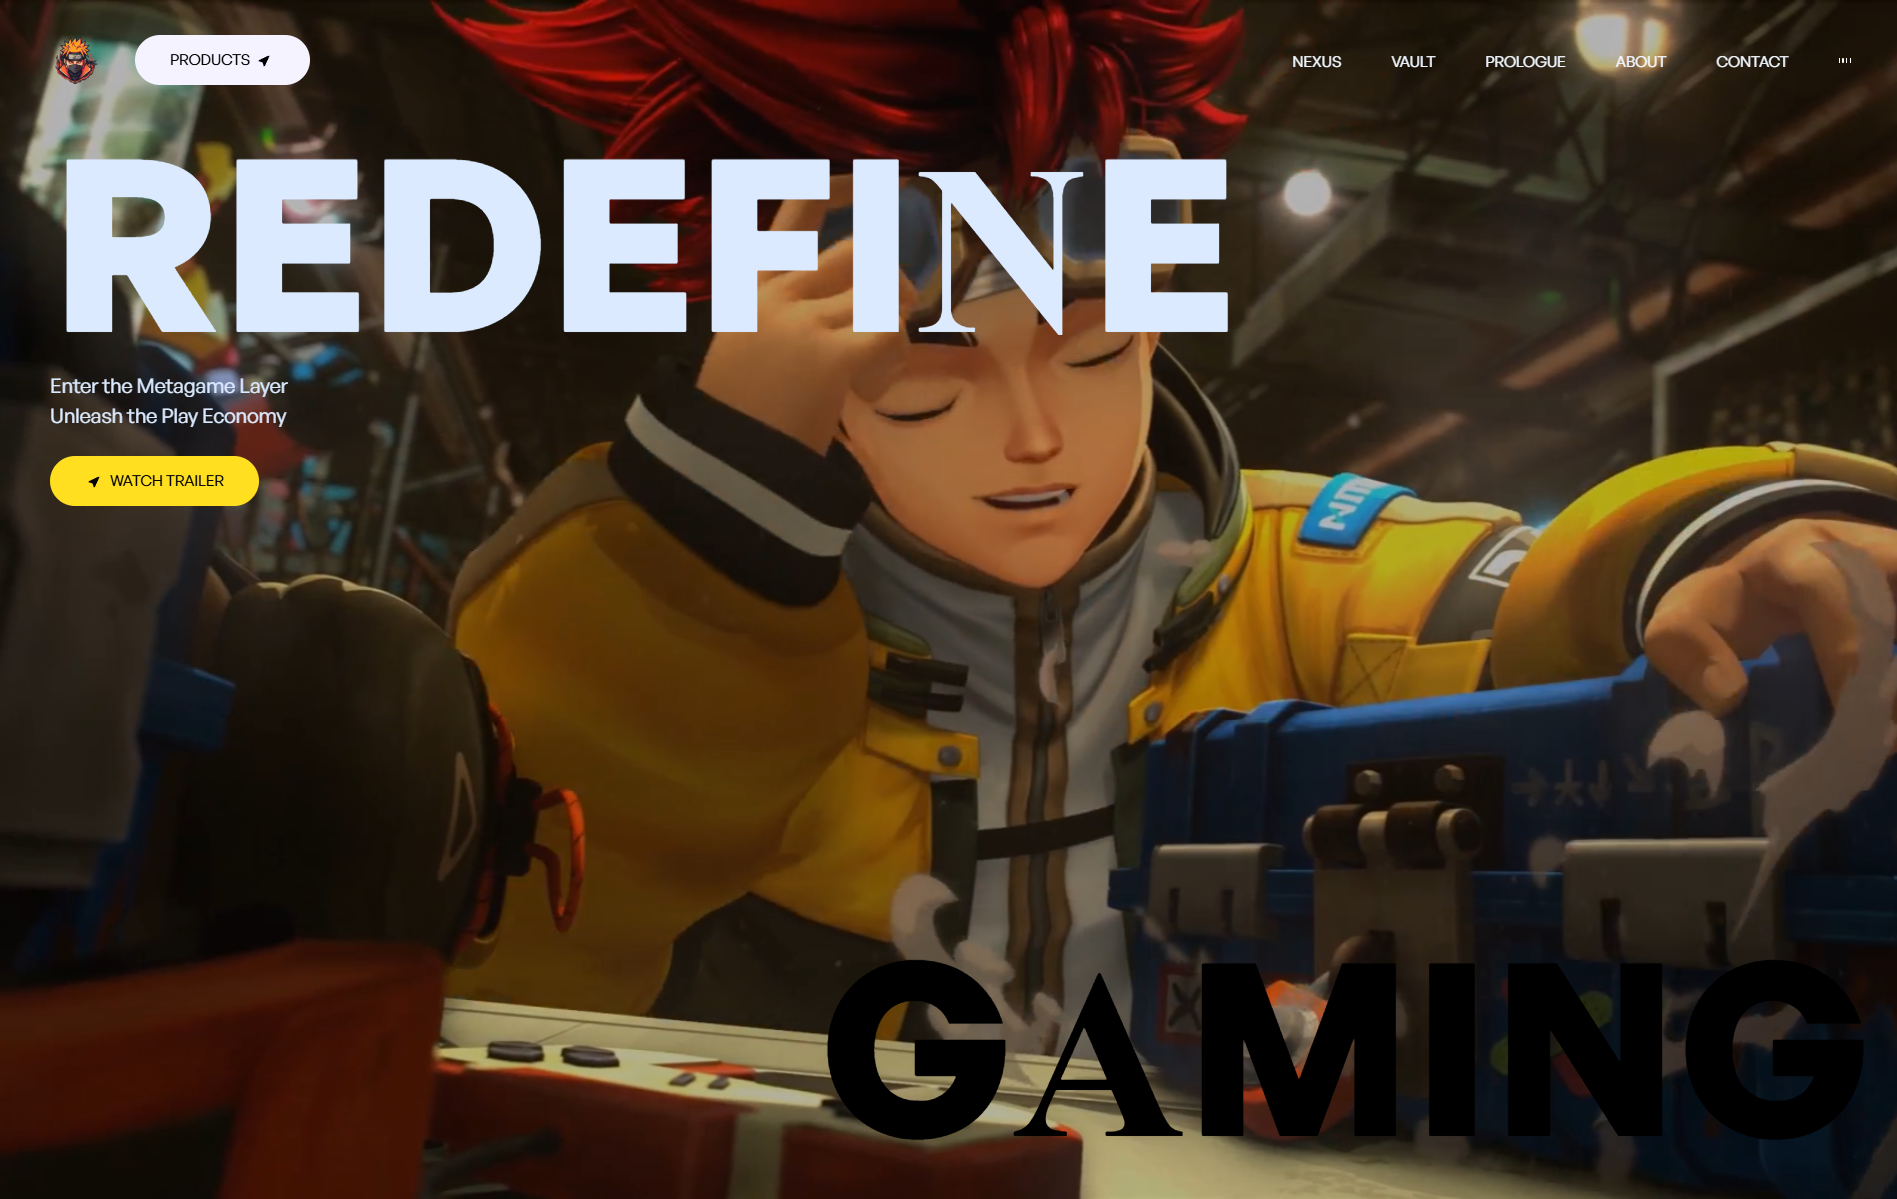 PRODUCTS
NEXUS
VAULT
PROLOGUE
ABOUT
CONTACT
REDEFINE
Enter the Metagame Layer
Unleash the Play Economy
WATCH TRAILER
GAMING